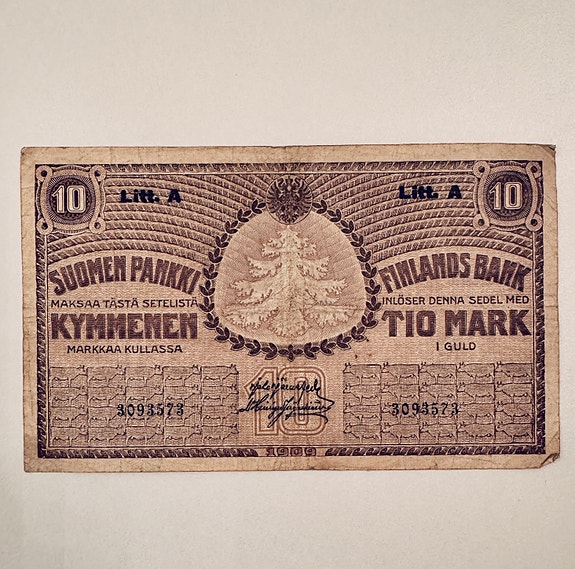 10 Litt. A Litt. A 10
SUOMEN PANKKI
MAKSAA TÄSTÄ SETELISTÄ
KYMMENEN
MARKKAA KULLASSA
FINLANDS BANK
INLÖSER DENNA SEDEL MED
TIO MARK
I GULD
3093573
10
3093573
1909